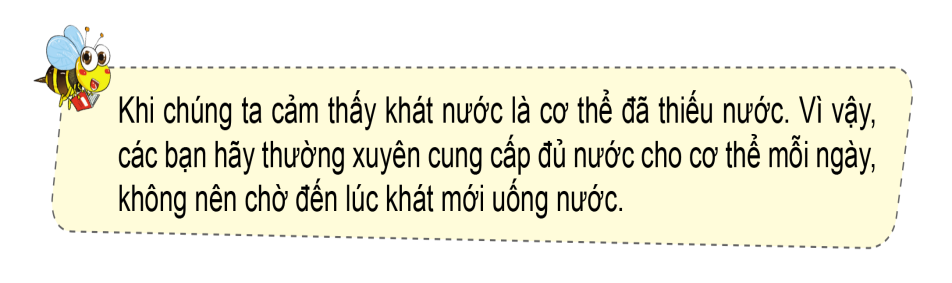 Khi chúng ta cảm thấy khát nước là cơ thể đã thiếu nước. Vì vậy,
các bạn hãy thường xuyên cung cấp đủ nước cho cơ thể mỗi ngày,
không nên chờ đến lúc khát mới uống nước.